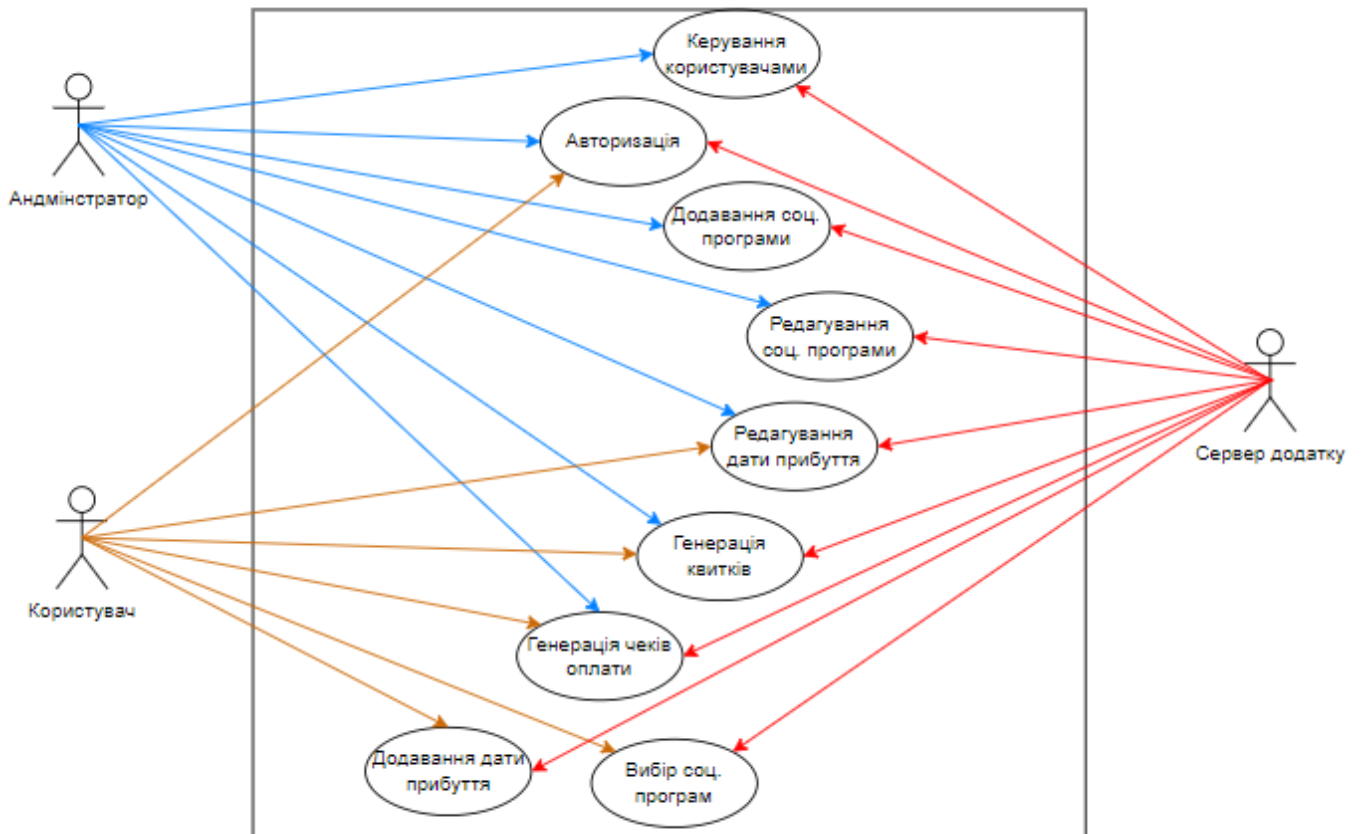 Керування
користувачами
Авторизація
Андмінстратор
Додавання соц.
програми
Редагування
соц. програми
Редагування
дати прибуття
Сервер додатку
Генерація
квитків
Користувач
Генерація чеків
оплати
Додавання дати
прибуття
Вибір соц.
програм